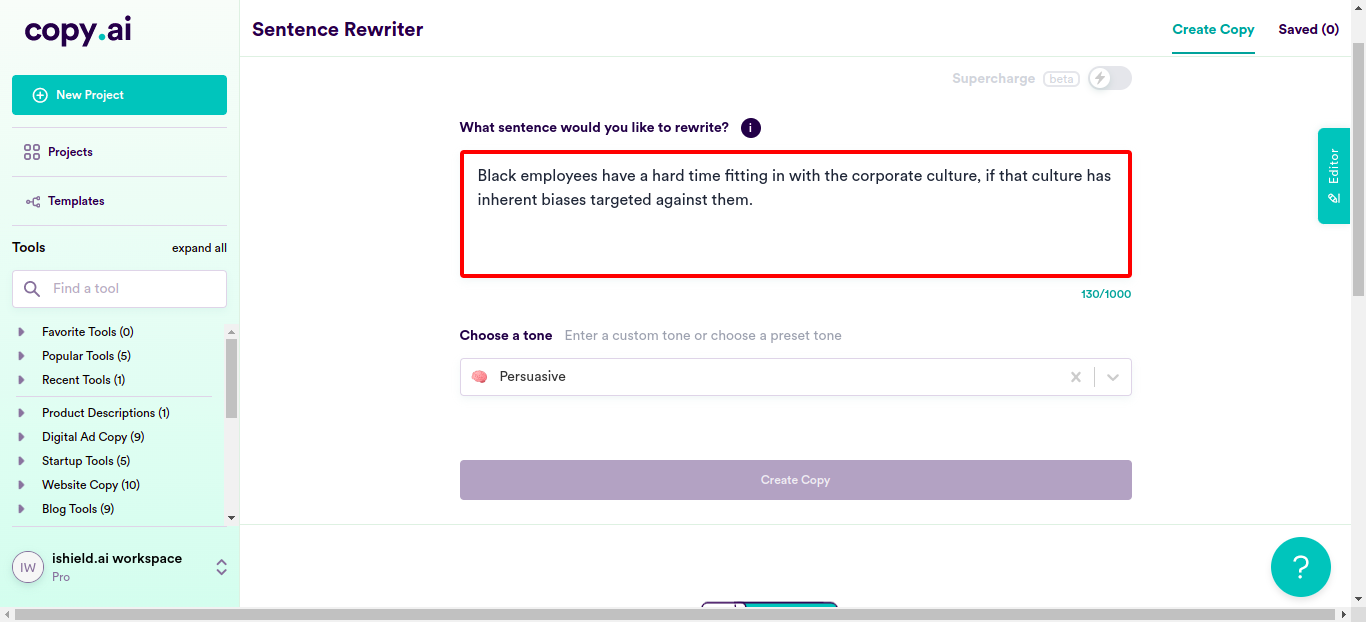 copy.ai
Sentence Rewriter
Create Copy
Saved (0)
New Project
Projects
Templates
Tools
expand all
Find a tool
Favorite Tools (0)
Popular Tools (5)
Recent Tools (1)
Product Descriptions (1)
Digital Ad Copy (9)
Startup Tools (5)
Website Copy (10)
Blog Tools (9)
IW
ishield.ai workspace
Pro
Supercharge beta
What sentence would you like to rewrite? i
Black employees have a hard time fitting in with the corporate culture, if that culture has
inherent biases targeted against them.
130/1000
Choose a tone Enter a custom tone or choose a preset tone
Persuasive
Create Copy
Editor
?